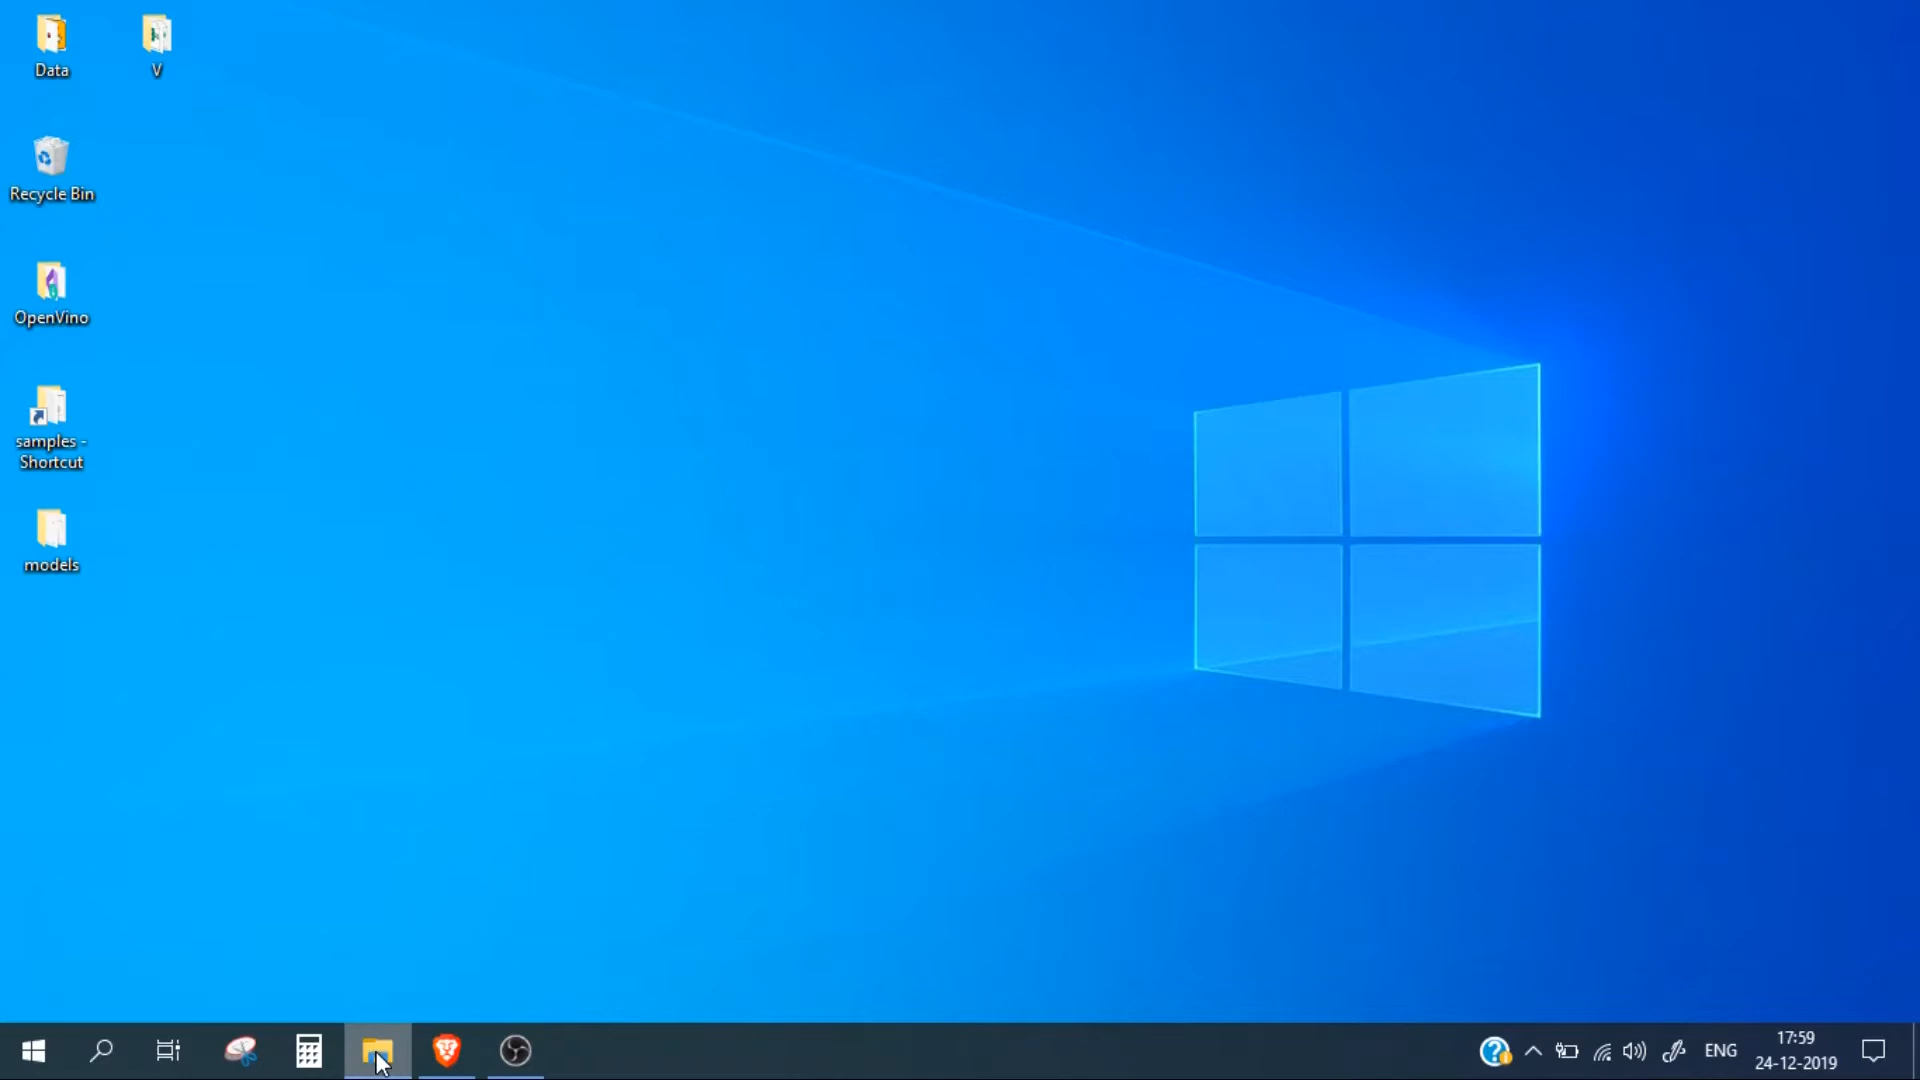 Data
V
Recycle Bin
OpenVino
samples -
Shortcut
models
ENG
17:59
24-12-2019